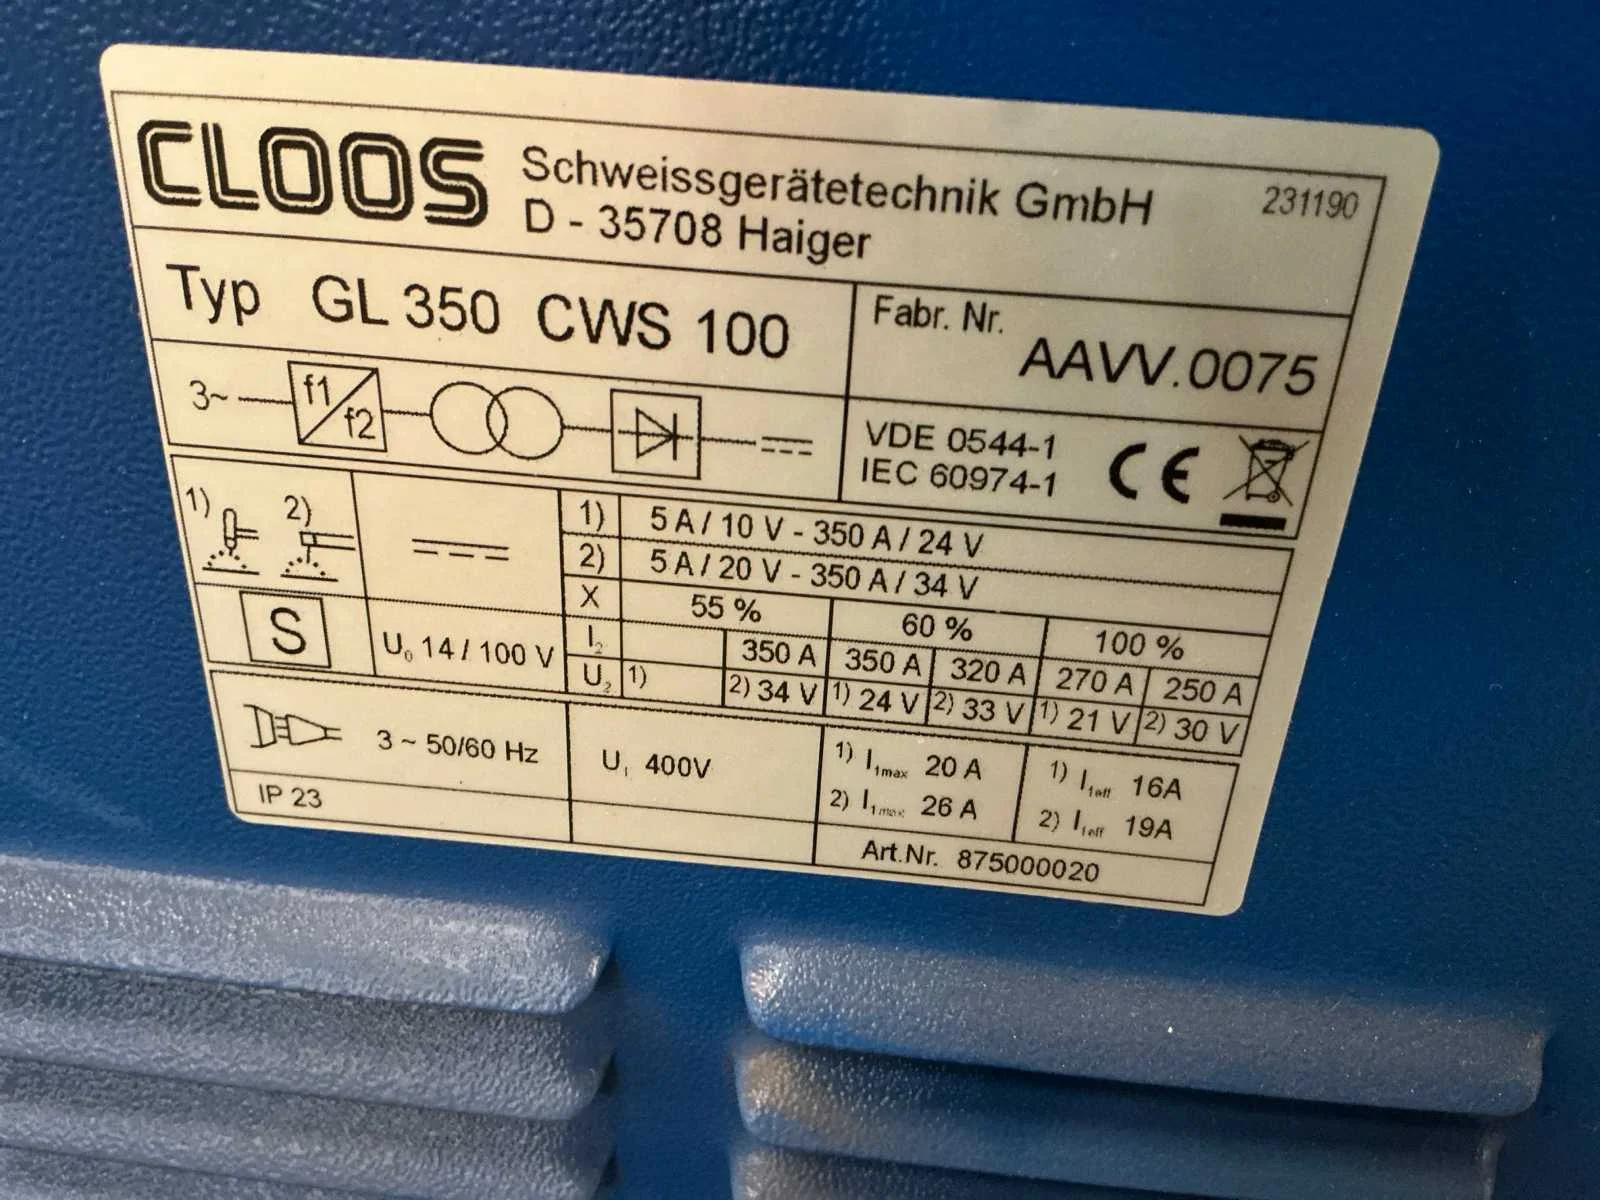 CLOOS Schweissgerätetechnik GmbH 231190
D - 35708 Haiger
Typ GL 350 CWS 100
Fabr. Nr.
AAVV.0075
3~ f1/f2
VDE 0544-1
IEC 60974-1
CE
1) 2)
1) 5 A / 10 V - 350 A / 24 V
2) 5 A / 20 V - 350 A / 34 V
X 55 % 60 % 100 %
S
U₀ 14 / 100 V
I₂ 350 A 350 A 320 A 270 A 250 A
U₂ 1) 2) 34 V 1) 24 V 2) 33 V 1) 21 V 2) 30 V
3 ~ 50/60 Hz
U₁ 400V
1) I₁max 20 A
2) I₁max 26 A
1) I₁eff 16A
2) I₁eff 19A
IP 23
Art.Nr. 875000020